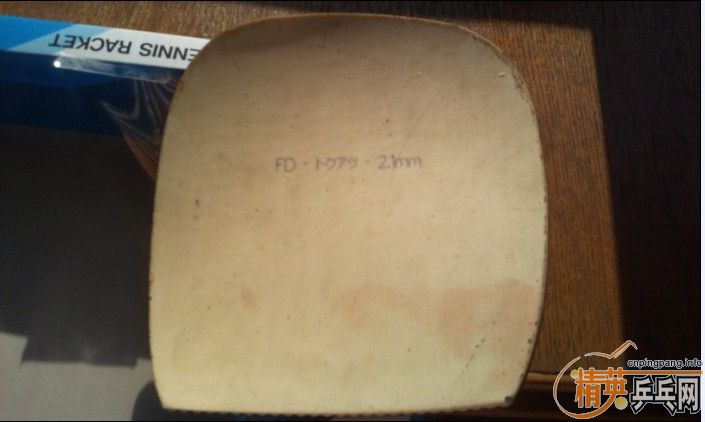 ENNIS RACKET
FD - トクアツ - 2.1mm
cnpingpang.info
精英乒乓网